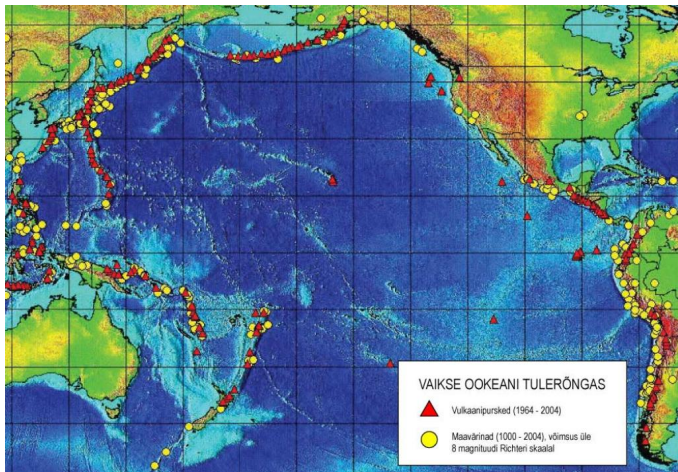 VAIKSE OOKEANI TULERÕNGAS
Vulkaanipursked (1964 - 2004)
Maavärinad (1000 - 2004), võimsus üle
8 magnituudi Richteri skaalal